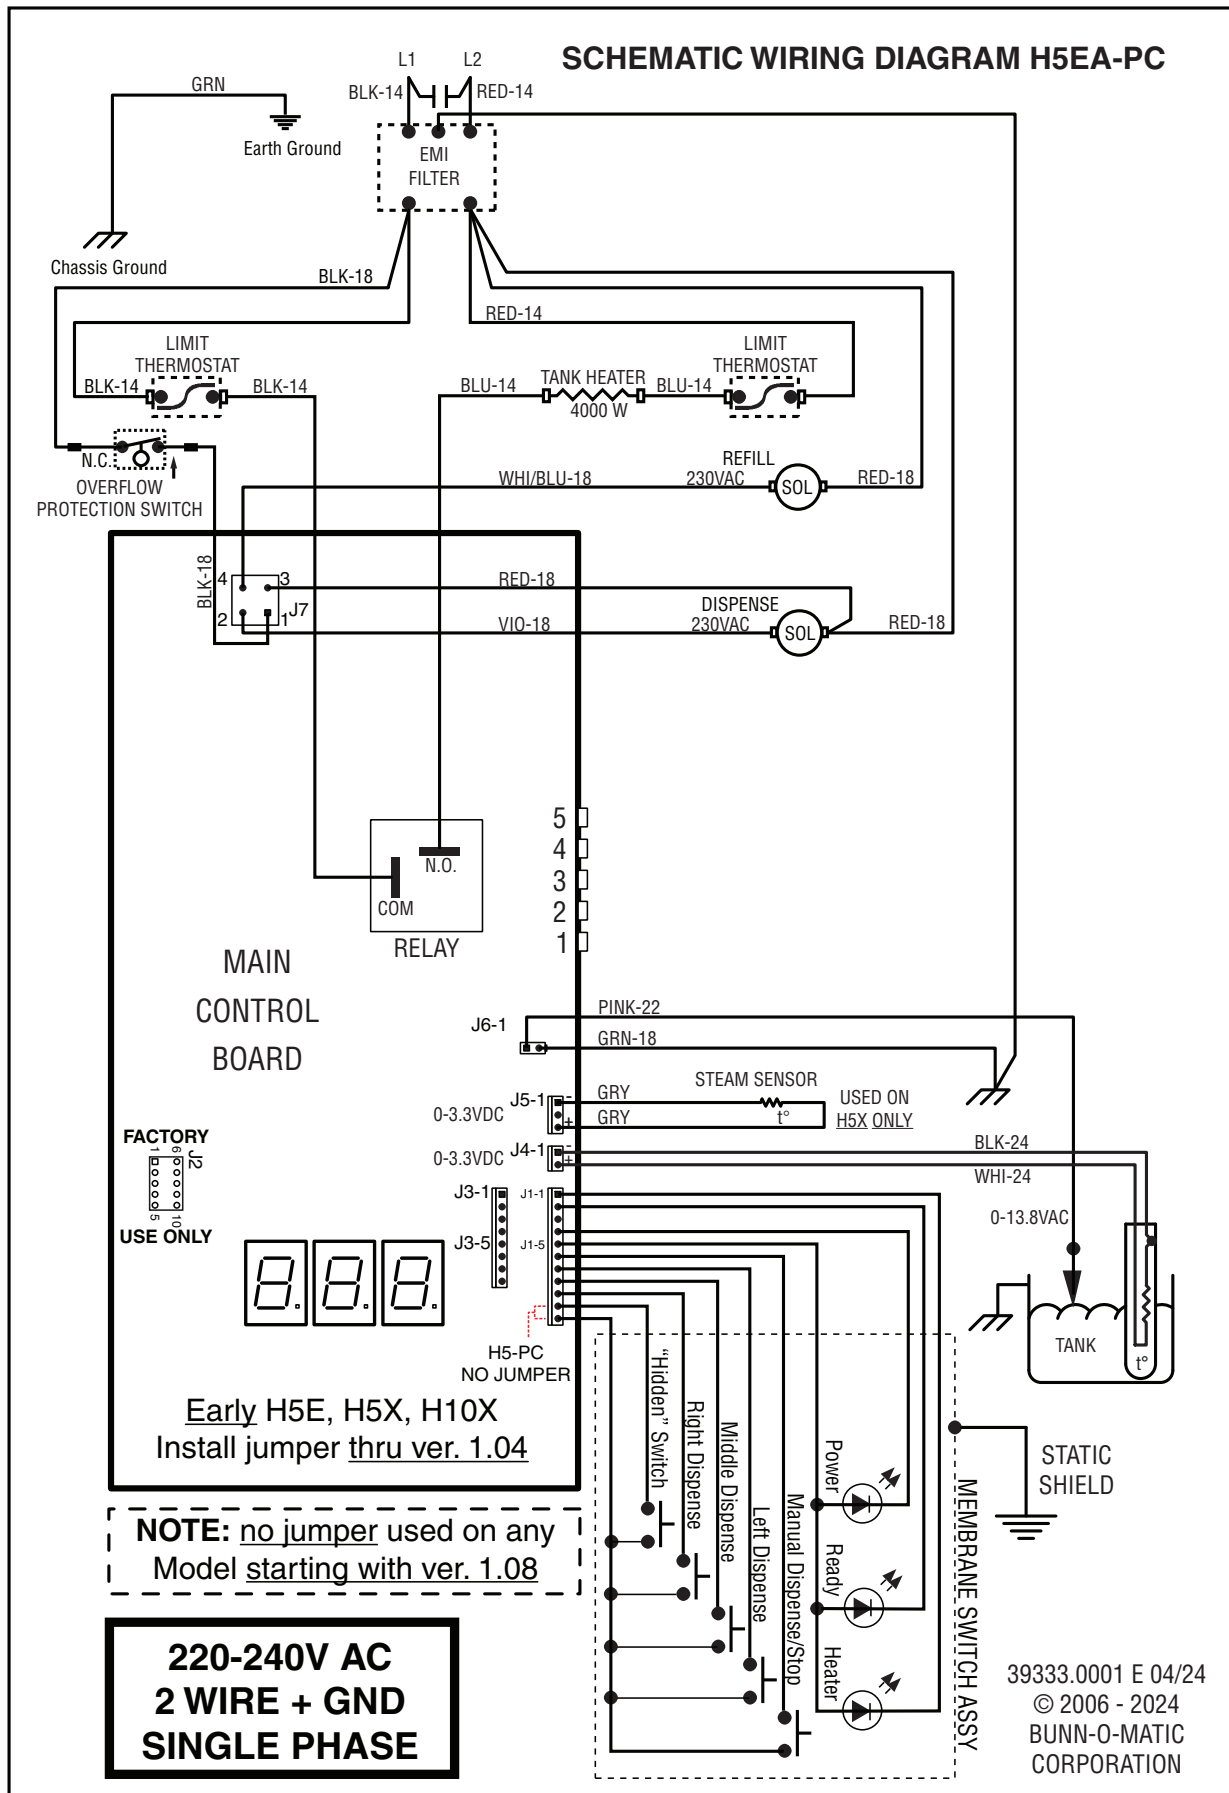 SCHEMATIC WIRING DIAGRAM H5EA-PC
L1
L2
GRN
BLK-14
RED-14
Earth Ground
EMI
FILTER
Chassis Ground
BLK-18
RED-14
LIMIT
THERMOSTAT
LIMIT
THERMOSTAT
BLK-14
BLK-14
BLU-14
TANK HEATER
4000 W
BLU-14
N.C.
OVERFLOW
PROTECTION SWITCH
WHI/BLU-18
REFILL
230VAC
SOL
RED-18
BLK-18
4
3
2
1
J7
RED-18
VIO-18
DISPENSE
230VAC
SOL
RED-18
5
4
3
2
1
N.O.
COM
RELAY
MAIN
CONTROL
BOARD
J6-1
PINK-22
GRN-18
STEAM SENSOR
J5-1
-
+
0-3.3VDC
GRY
GRY
t°
USED ON
H5X ONLY
J4-1
-
+
0-3.3VDC
BLK-24
WHI-24
FACTORY
1
6
J2
5
10
USE ONLY
J3-1
J1-1
J3-5
J1-5
0-13.8VAC
8. 8. 8.
TANK
t°
H5-PC
NO JUMPER
Early H5E, H5X, H10X
Install jumper thru ver. 1.04
NOTE: no jumper used on any
Model starting with ver. 1.08
"Hidden" Switch
Right Dispense
Middle Dispense
Left Dispense
Manual Dispense/Stop
Power
Ready
Heater
MEMBRANE SWITCH ASSY
STATIC
SHIELD
220-240V AC
2 WIRE + GND
SINGLE PHASE
39333.0001 E 04/24
© 2006 - 2024
BUNN-O-MATIC
CORPORATION